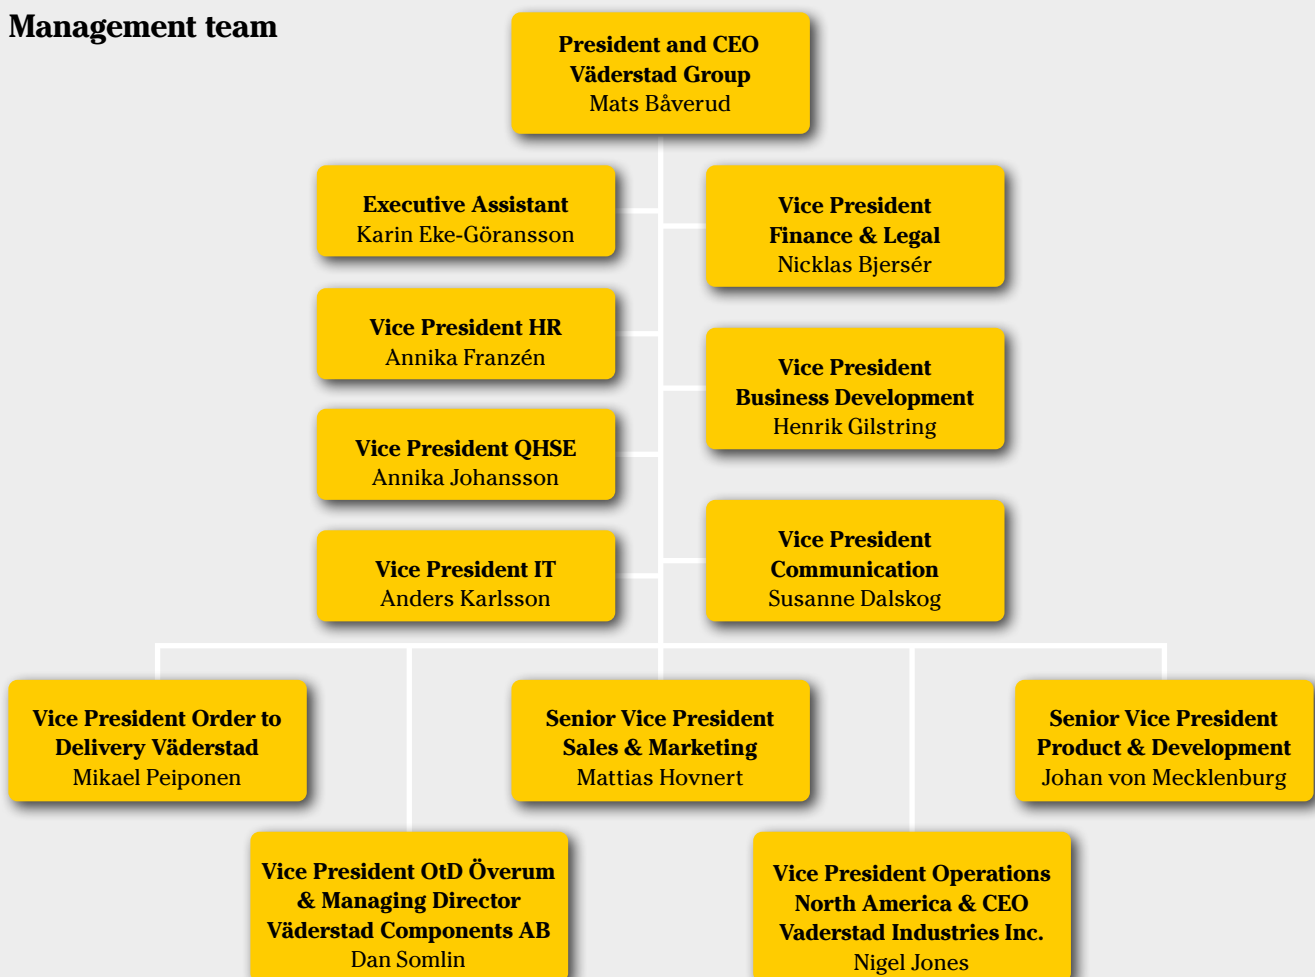 Management team
President and CEO
Väderstad Group
Mats Båverud
Executive Assistant
Karin Eke-Göransson
Vice President
Finance & Legal
Nicklas Bjersér
Vice President HR
Annika Franzén
Vice President
Business Development
Henrik Gilstring
Vice President QHSE
Annika Johansson
Vice President
Communication
Susanne Dalskog
Vice President IT
Anders Karlsson
Vice President Order to
Delivery Väderstad
Mikael Peiponen
Senior Vice President
Sales & Marketing
Mattias Hovnert
Senior Vice President
Product & Development
Johan von Mecklenburg
Vice President OtD Överum
& Managing Director
Väderstad Components AB
Dan Somlin
Vice President Operations
North America & CEO
Vaderstad Industries Inc.
Nigel Jones